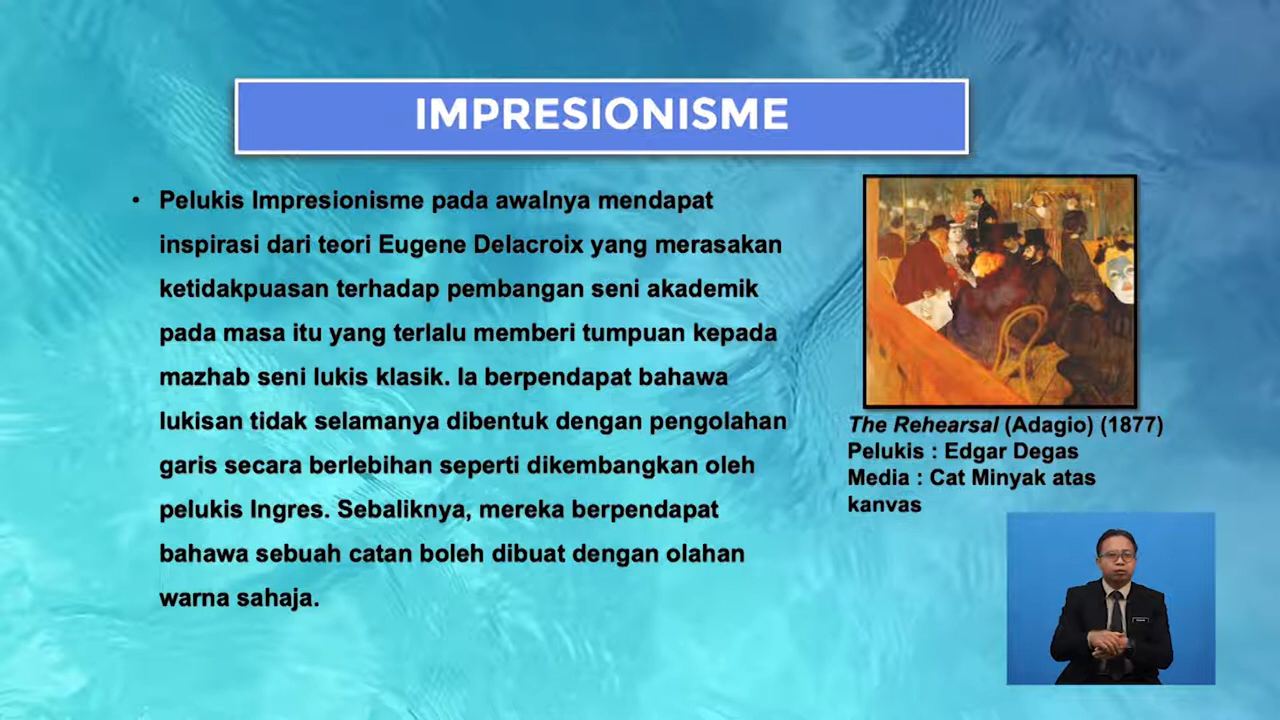 IMPRESIONISME
• Pelukis Impresionisme pada awalnya mendapat
inspirasi dari teori Eugene Delacroix yang merasakan
ketidakpuasan terhadap pembangan seni akademik
pada masa itu yang terlalu memberi tumpuan kepada
mazhab seni lukis klasik. Ia berpendapat bahawa
lukisan tidak selamanya dibentuk dengan pengolahan
garis secara berlebihan seperti dikembangkan oleh
pelukis Ingres. Sebaliknya, mereka berpendapat
bahawa sebuah catan boleh dibuat dengan olahan
warna sahaja.
The Rehearsal (Adagio) (1877)
Pelukis : Edgar Degas
Media : Cat Minyak atas
kanvas